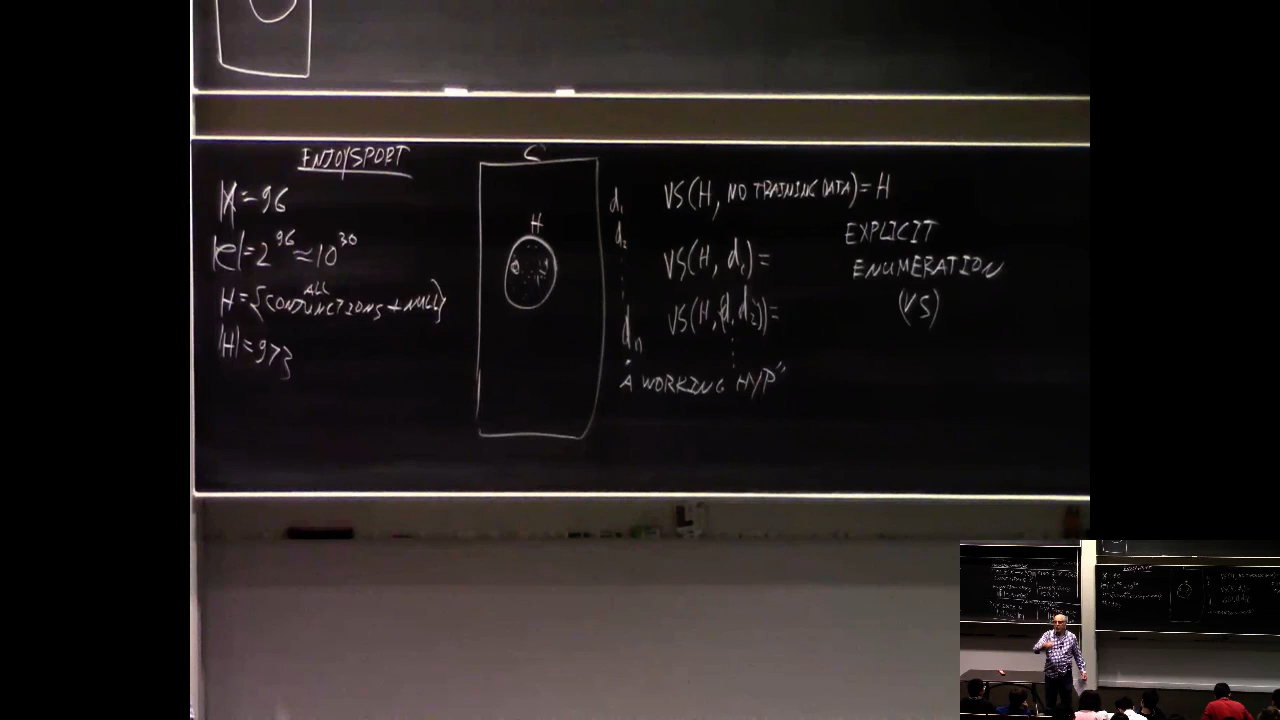 ENJOYSPORT
|X|=96
|C|=2^96≈10^30
H={ALL CONJUNCTIONS + NULL}
|H|=973
C
H
d1
d2
dn
VS(H, NO TRAINING DATA)=H
VS(H, d1)=
VS(H, {d1, d2})=
"A WORKING HYP"
EXPLICIT
ENUMERATION
(VS)